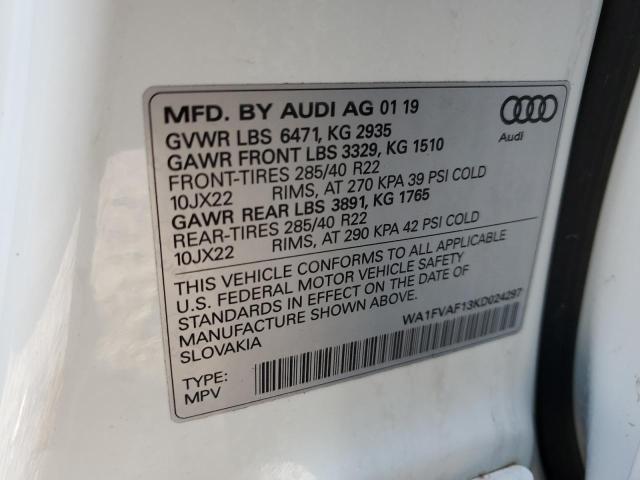 MFD. BY AUDI AG 01 19
GVWR LBS 6471, KG 2935
GAWR FRONT LBS 3329, KG 1510
FRONT-TIRES 285/40 R22
10JX22 RIMS, AT 270 KPA 39 PSI COLD
GAWR REAR LBS 3891, KG 1765
REAR-TIRES 285/40 R22
10JX22 RIMS, AT 290 KPA 42 PSI COLD
Audi
THIS VEHICLE CONFORMS TO ALL APPLICABLE
U.S. FEDERAL MOTOR VEHICLE SAFETY
STANDARDS IN EFFECT ON THE DATE OF
MANUFACTURE SHOWN ABOVE. MADE IN
SLOVAKIA
WA1FVAF13KD024297
TYPE:
MPV